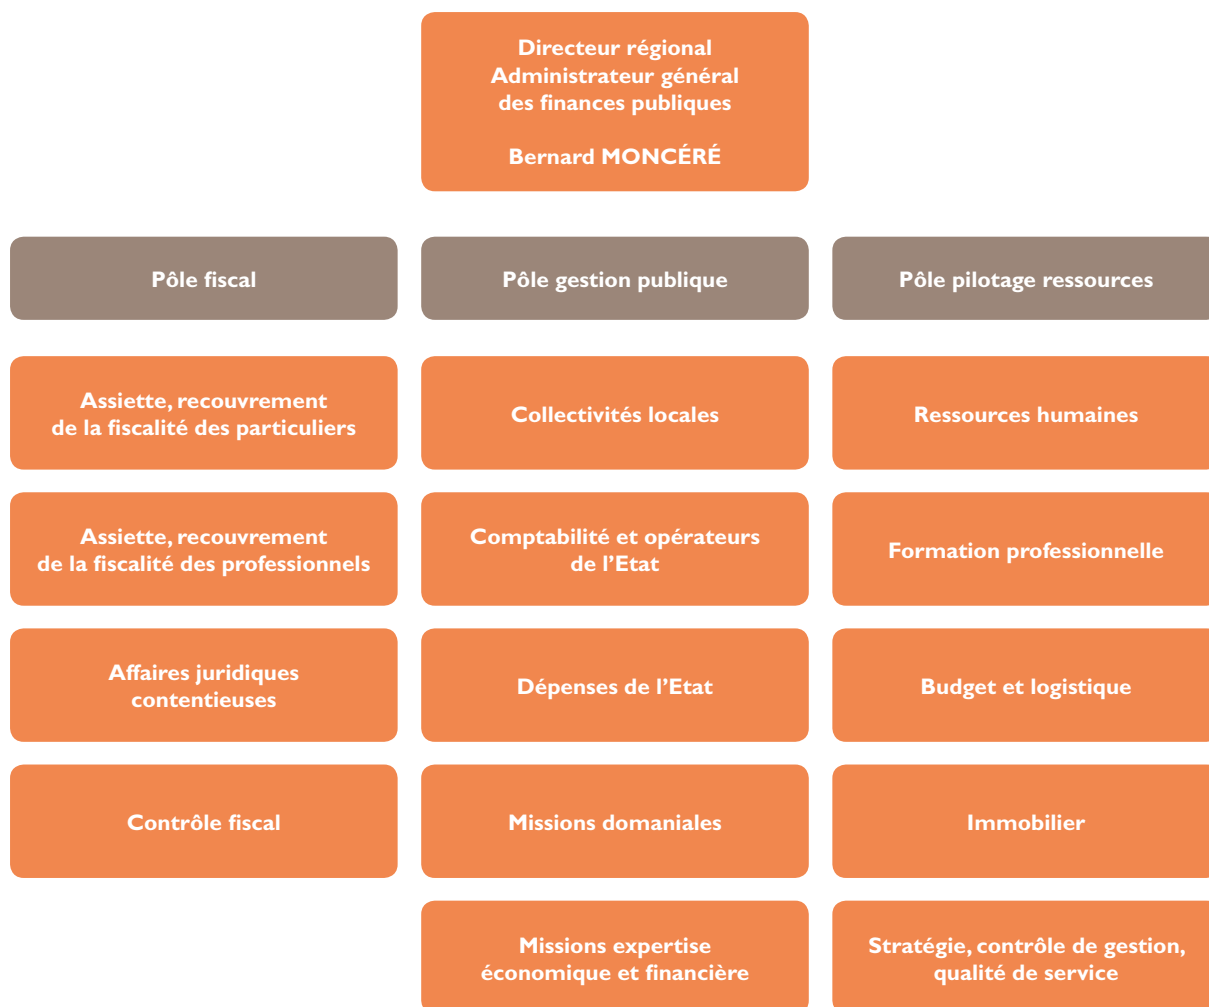 Directeur régional
Administrateur général
des finances publiques
Bernard MONCÉRÉ
Pôle fiscal
Pôle gestion publique
Pôle pilotage ressources
Assiette, recouvrement
de la fiscalité des particuliers
Collectivités locales
Ressources humaines
Assiette, recouvrement
de la fiscalité des professionnels
Comptabilité et opérateurs
de l’Etat
Formation professionnelle
Affaires juridiques
contentieuses
Dépenses de l’Etat
Budget et logistique
Contrôle fiscal
Missions domaniales
Immobilier
Missions expertise
économique et financière
Stratégie, contrôle de gestion,
qualité de service